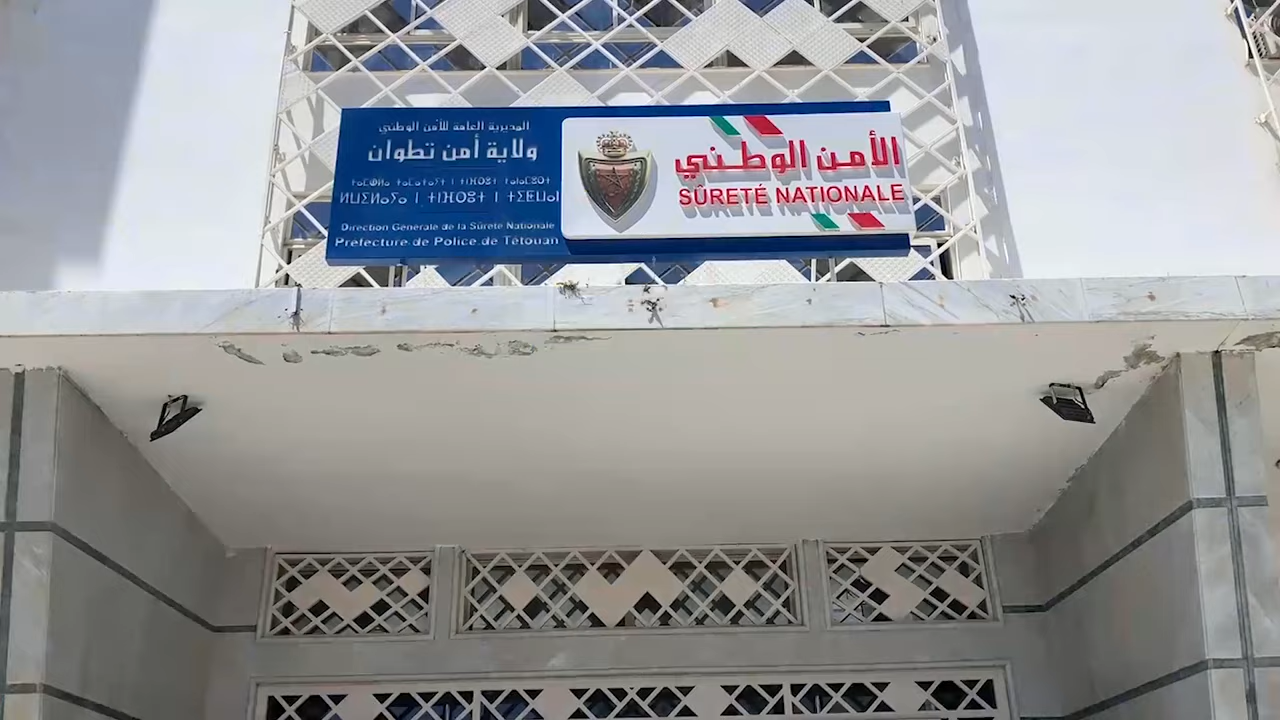 المديرية العامة للأمن الوطني
ولاية أمن تطوان
Direction Generale de la Sûreté Nationale
Préfecture de Police de Tétouan
الأمن الوطني
SÛRETÉ NATIONALE